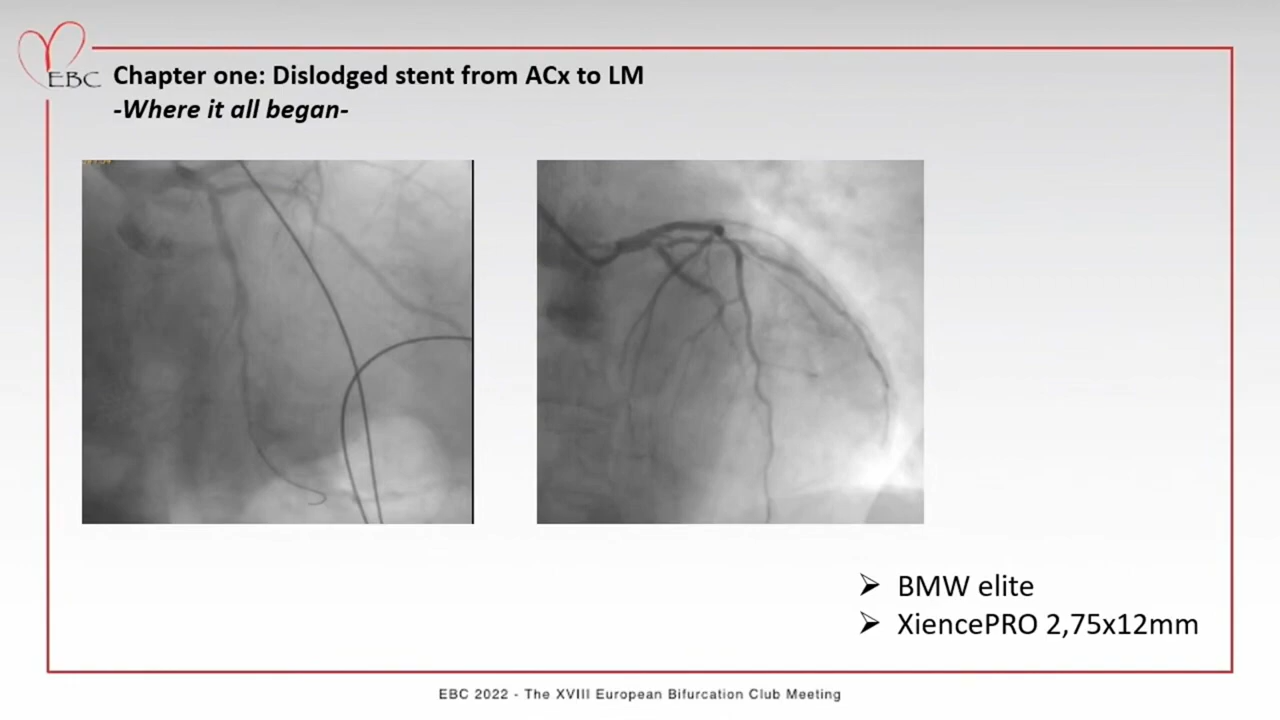 EBC
Chapter one: Dislodged stent from ACx to LM
-Where it all began-
➢ BMW elite
➢ XiencePRO 2,75x12mm
EBC 2022 - The XVIII European Bifurcation Club Meeting